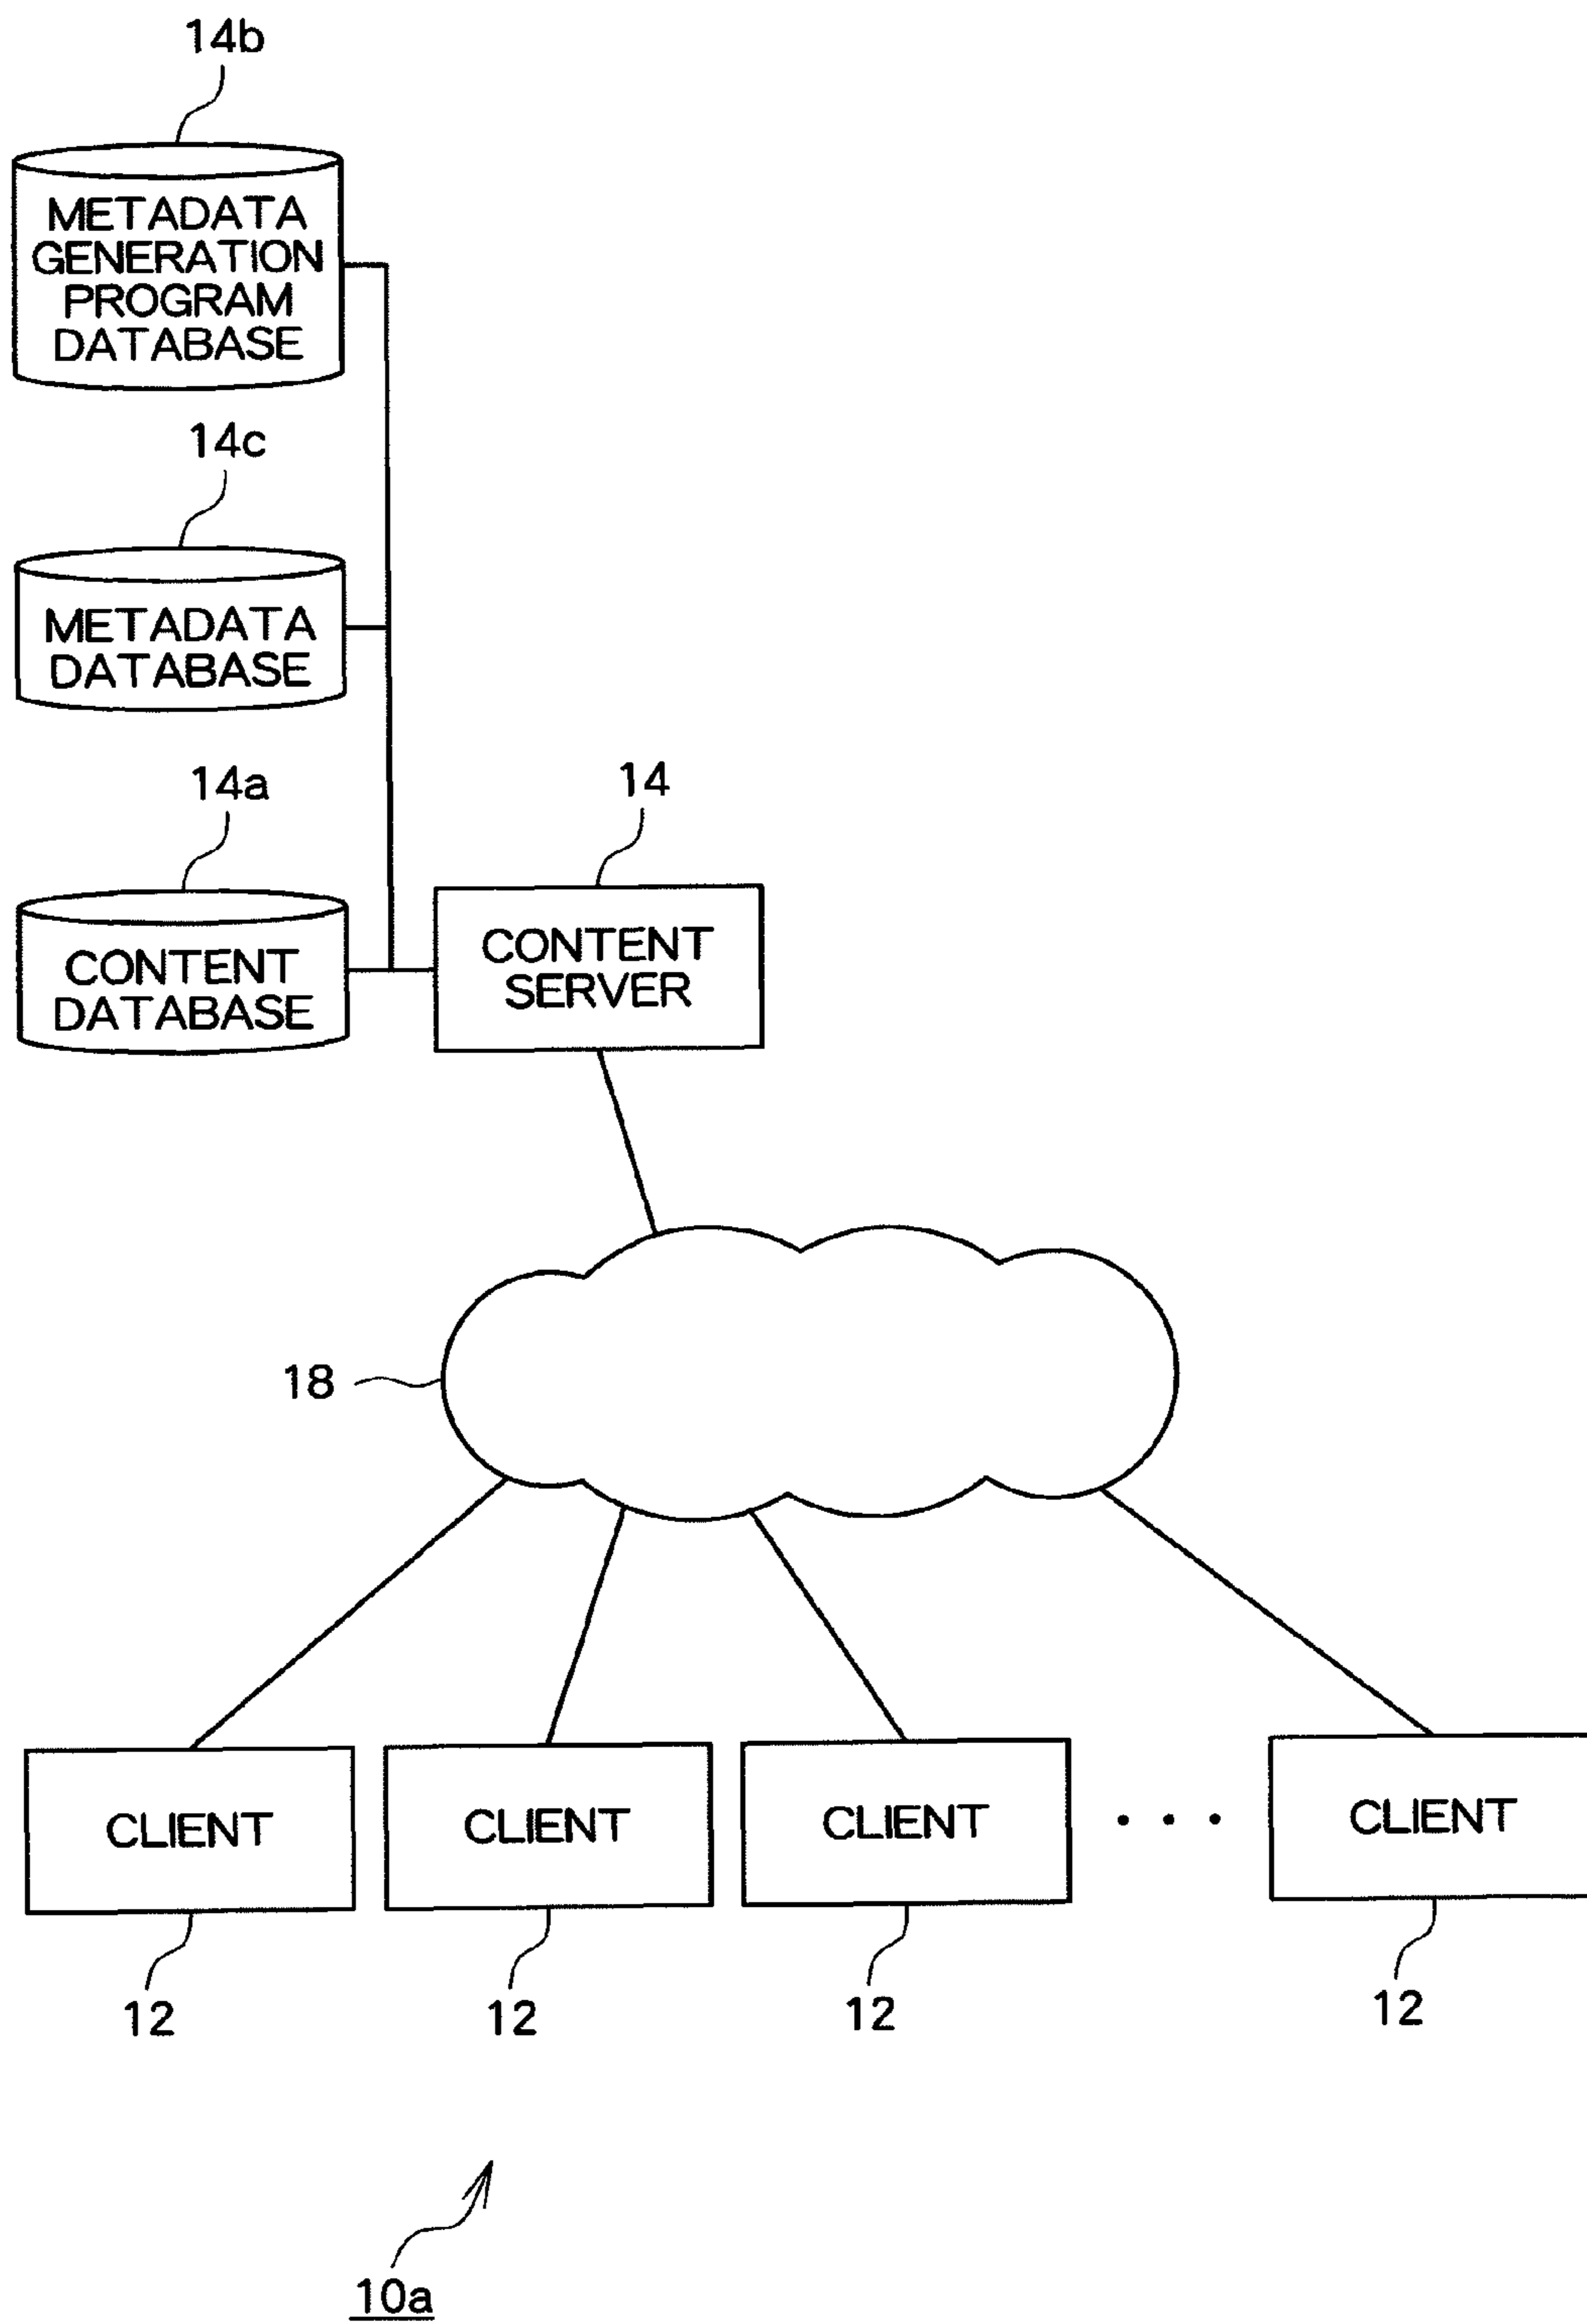 14b
METADATA
GENERATION
PROGRAM
DATABASE
14c
METADATA
DATABASE
14a
CONTENT
DATABASE
14
CONTENT
SERVER
18
CLIENT
CLIENT
CLIENT
. . .
CLIENT
12
12
12
12
10a